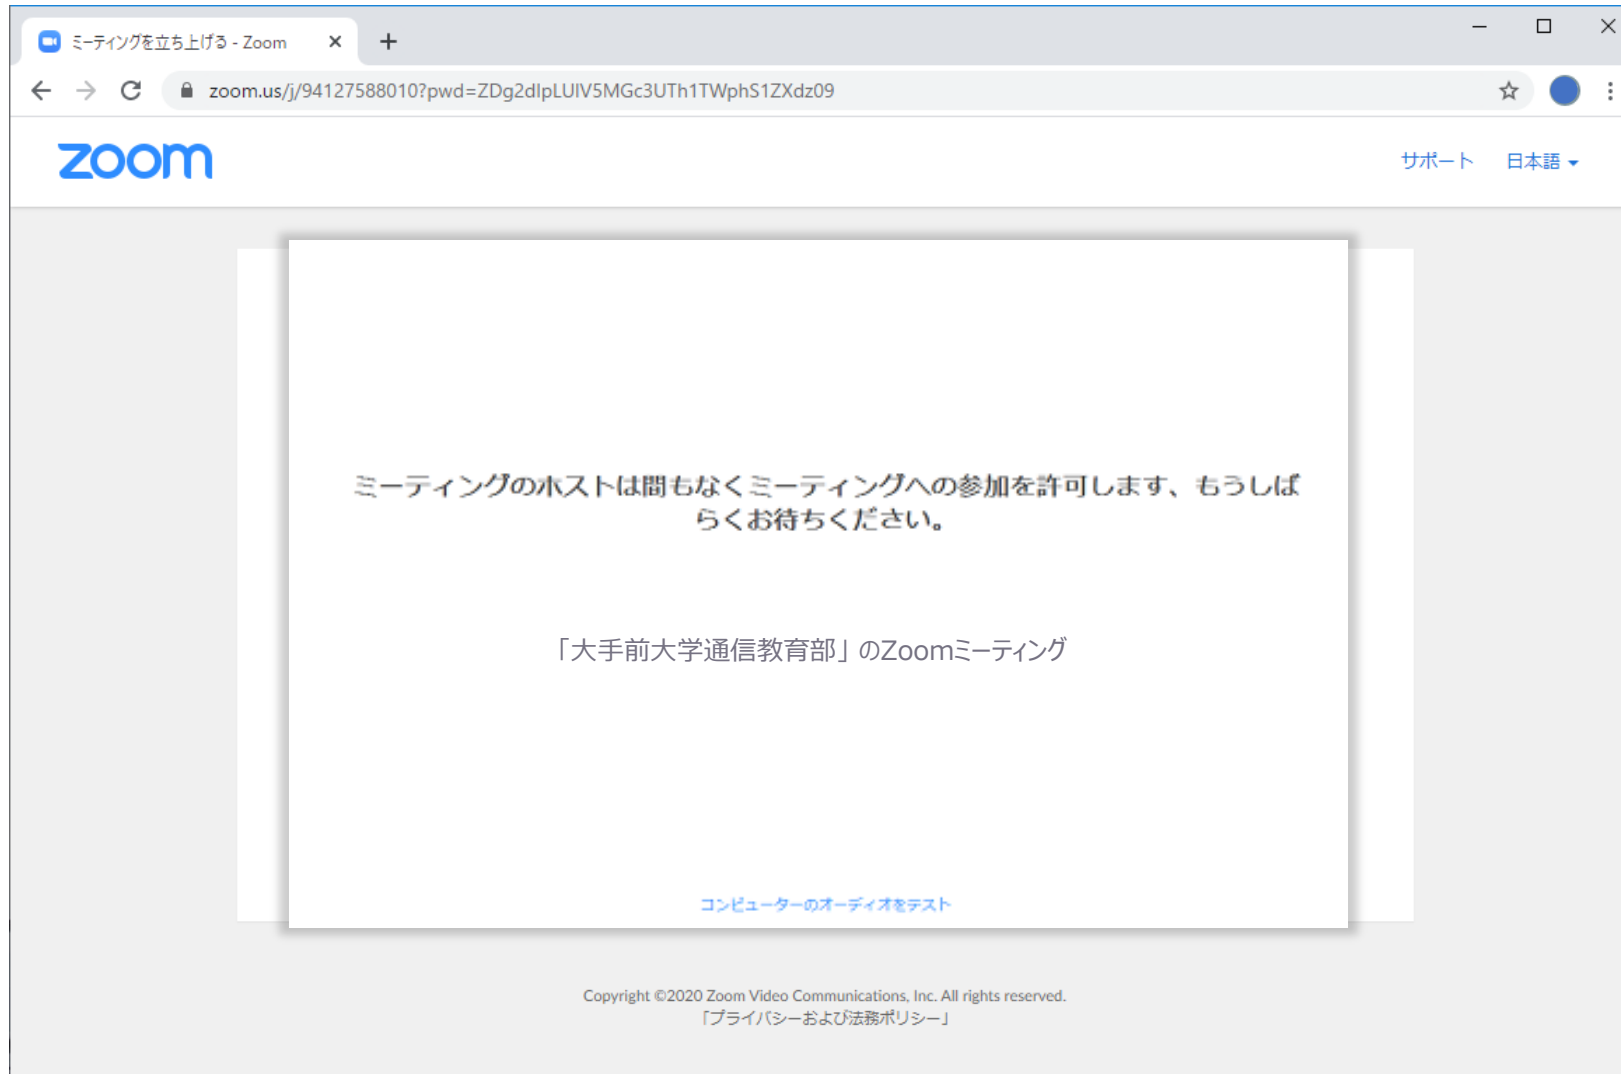 ミーティングを立ち上げる - Zoom
zoom.us/j/94127588010?pwd=ZDg2dlpLUlV5MGc3UTh1TWphS1ZXdz09
zoom
サポート 日本語
ミーティングのホストは間もなくミーティングへの参加を許可します、もうしば
らくお待ちください。
「大手前大学通信教育部」のZoomミーティング
コンピューターのオーディオをテスト
Copyright ©2020 Zoom Video Communications, Inc. All rights reserved.
「プライバシーおよび法務ポリシー」